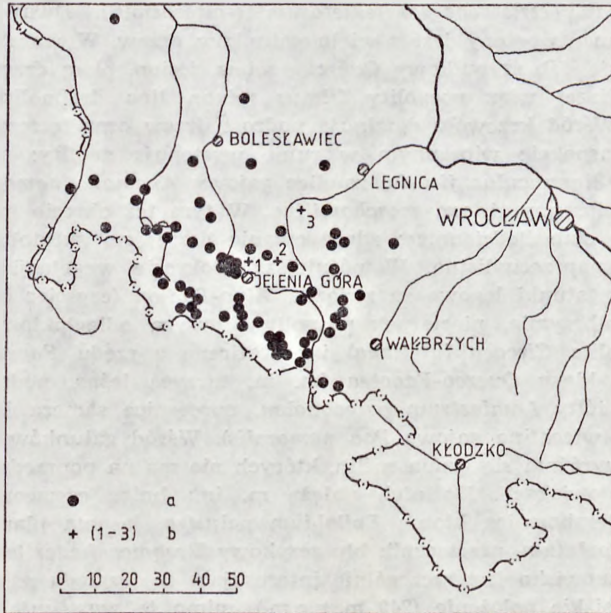 BOLESŁAWIEC
LEGNICA
+ 3
WROCŁAW
+1 +2
JELENIA GÓRA
WAŁBRZYCH
KŁODZKO
a
+ (1-3) b
0 10 20 30 40 50